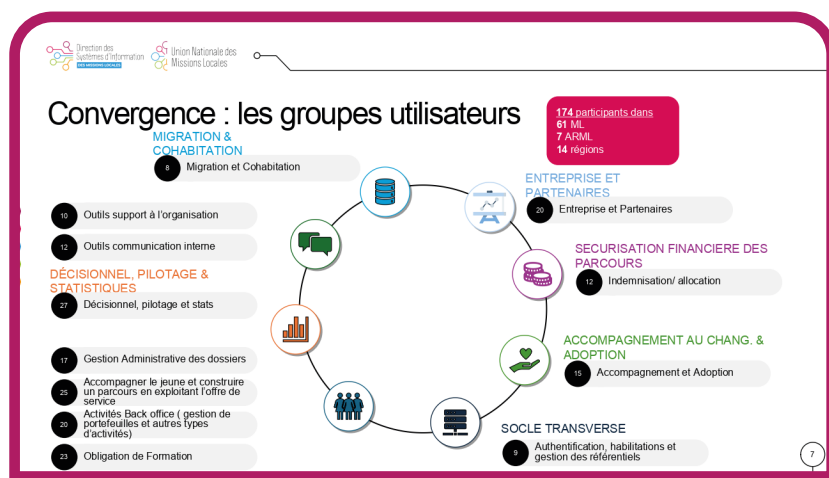 Direction des
Systèmes d'Information
DES MISSIONS LOCALES
Union Nationale des
Missions Locales
Convergence : les groupes utilisateurs
174 participants dans
61 ML
7 ARML
14 régions
MIGRATION &
COHABITATION
8 Migration et Cohabitation
10 Outils support à l'organisation
12 Outils communication interne
DÉCISIONNEL, PILOTAGE &
STATISTIQUES
27 Décisionnel, pilotage et stats
17 Gestion Administrative des dossiers
25 Accompagner le jeune et construire
un parcours en exploitant l'offre de
service
20 Activités Back office ( gestion de
portefeuilles et autres types
d'activités)
23 Obligation de Formation
ENTREPRISE ET
PARTENAIRES
20 Entreprise et Partenaires
SECURISATION FINANCIERE DES
PARCOURS
12 Indemnisation/ allocation
ACCOMPAGNEMENT AU CHANG. &
ADOPTION
15 Accompagnement et Adoption
SOCLE TRANSVERSE
9 Authentification, habilitations et
gestion des référentiels
7